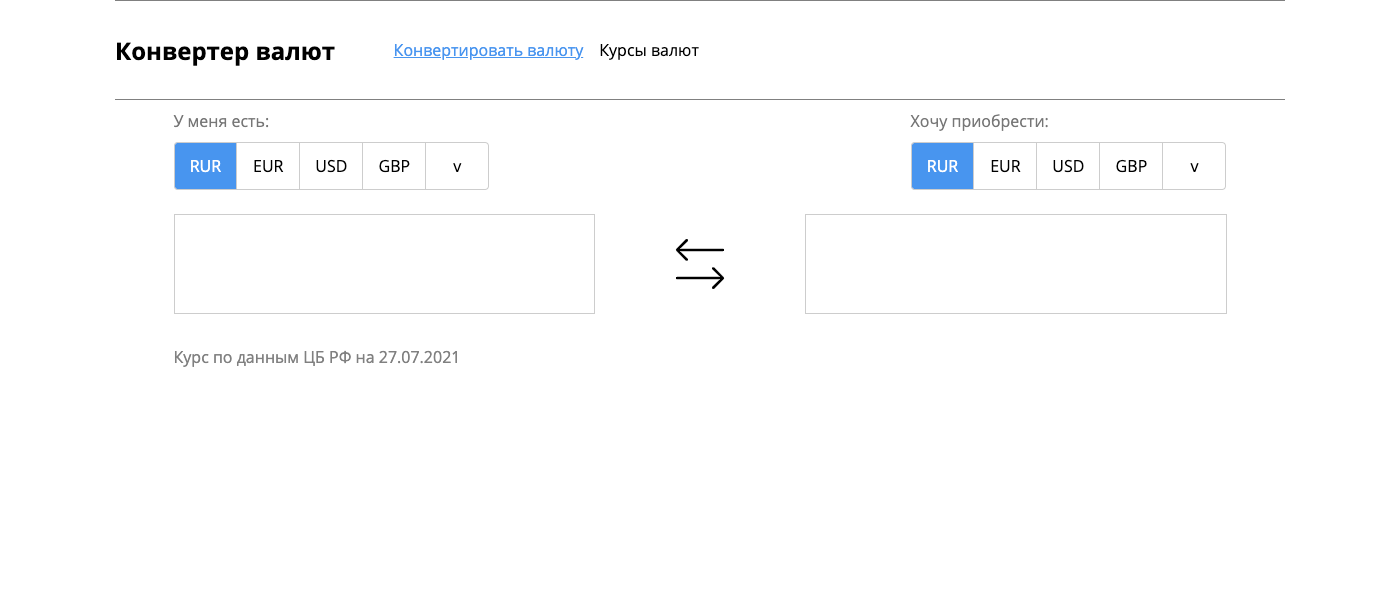 Конвертер валют Конвертировать валюту Курсы валют
У меня есть: Хочу приобрести:
RUR EUR USD GBP v RUR EUR USD GBP v
Курс по данным ЦБ РФ на 27.07.2021